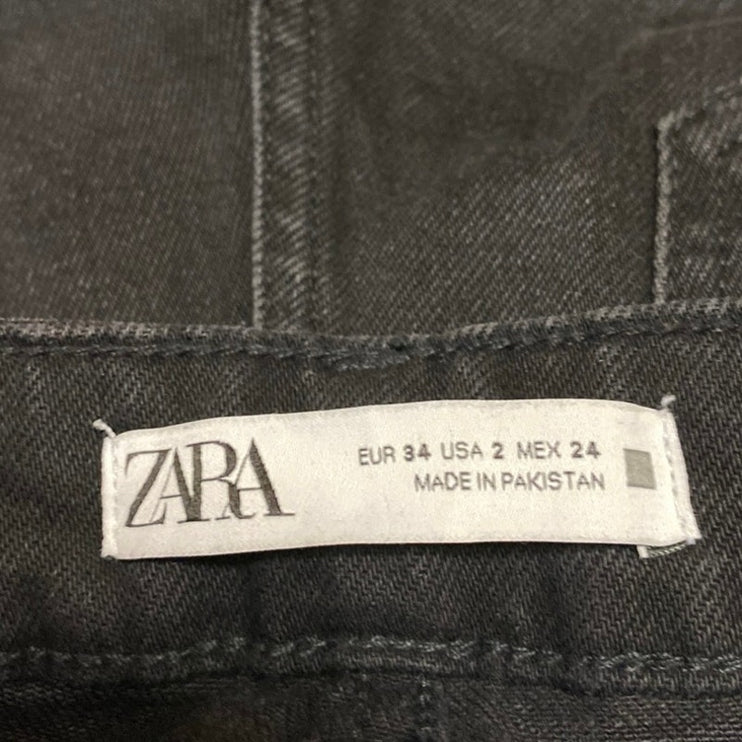 ZARA
EUR 34 USA 2 MEX 24
MADE IN PAKISTAN